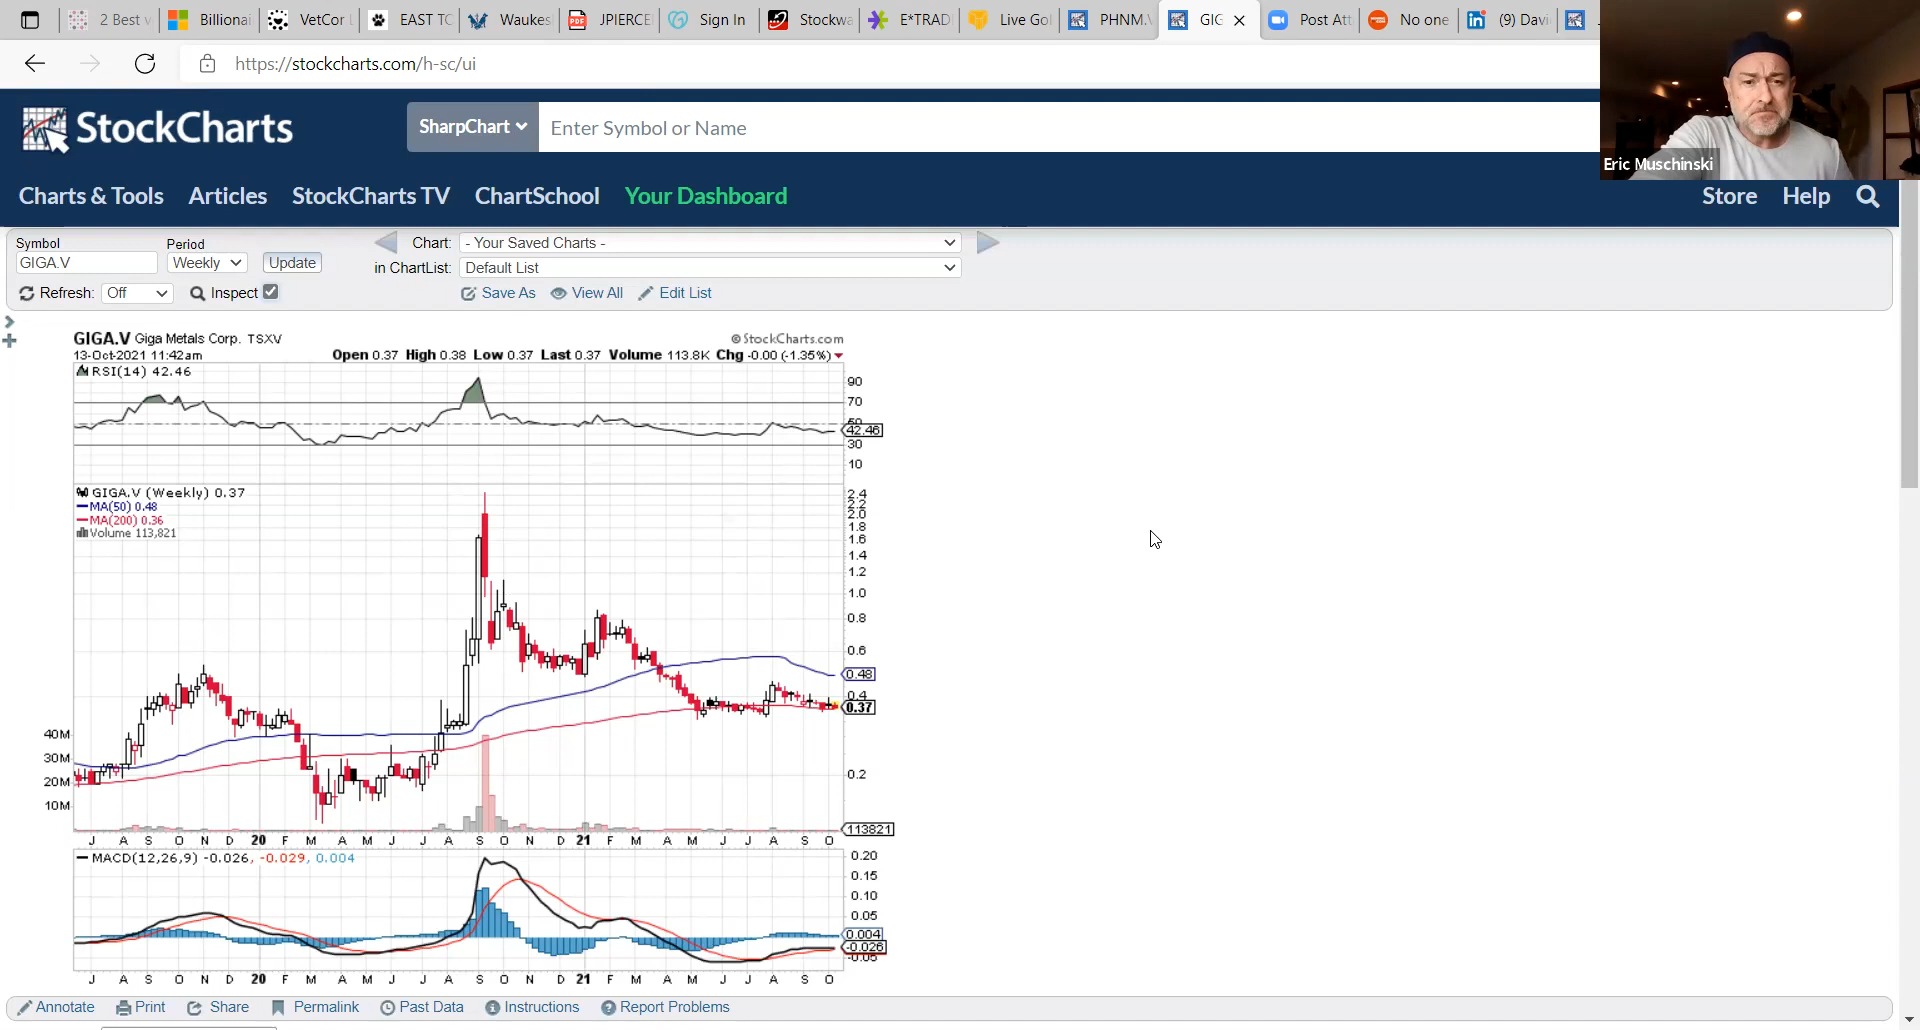 2 Best
Billionai
VetCor
EAST TO
Waukes
JPIERCE
Sign In
Stockwa
E*TRAD
Live Gol
PHNM.
GIG
Post Att
No one
(9) Davi
https://stockcharts.com/h-sc/ui
Eric Muschinski
StockCharts
SharpChart
Enter Symbol or Name
Charts & Tools
Articles
StockCharts TV
ChartSchool
Your Dashboard
Store
Help
Symbol
Period
GIGA.V
Weekly
Update
Chart:
- Your Saved Charts -
in ChartList:
Default List
Refresh:
Off
Inspect
Save As
View All
Edit List
GIGA.V Giga Metals Corp. TSXV
© StockCharts.com
13-Oct-2021 11:42am
Open 0.37 High 0.38 Low 0.37 Last 0.37 Volume 113.8K Chg -0.00 (-1.35%)
RSI(14) 42.46
90
70
50
42.46
30
10
GIGA.V (Weekly) 0.37
MA(50) 0.48
MA(200) 0.36
Volume 113,821
2.4
2.2
2.0
1.8
1.6
1.4
1.2
1.0
0.8
0.6
0.48
0.4
0.37
0.2
113821
40M
30M
20M
10M
J A S O N D 20 F M A M J J A S O N D 21 F M A M J J A S O
MACD(12,26,9) -0.026, -0.029, 0.004
0.20
0.15
0.10
0.05
0.004
-0.026
-0.05
J A S O N D 20 F M A M J J A S O N D 21 F M A M J J A S O
Annotate
Print
Share
Permalink
Past Data
Instructions
Report Problems